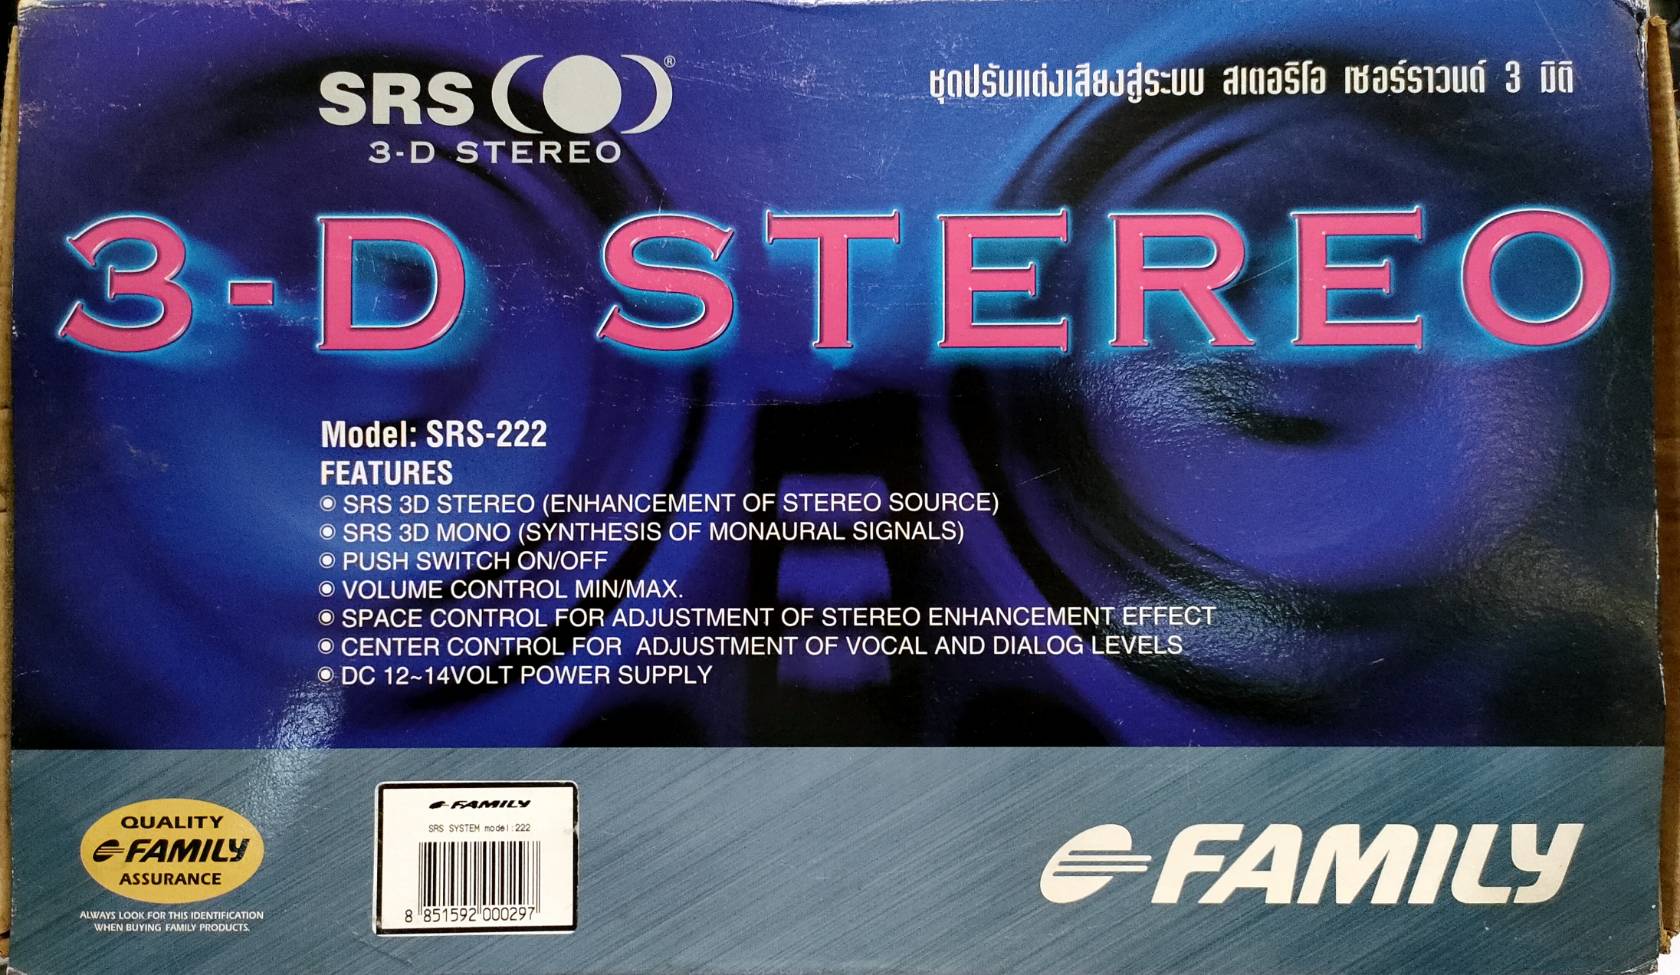 SRS ®
3-D STEREO
ชุดปรับแต่งเสียงสู่ระบบ สเตอริโอ เซอร์ราวนด์ 3 มิติ
3-D STEREO
Model: SRS-222
FEATURES
SRS 3D STEREO (ENHANCEMENT OF STEREO SOURCE)
SRS 3D MONO (SYNTHESIS OF MONAURAL SIGNALS)
PUSH SWITCH ON/OFF
VOLUME CONTROL MIN/MAX.
SPACE CONTROL FOR ADJUSTMENT OF STEREO ENHANCEMENT EFFECT
CENTER CONTROL FOR ADJUSTMENT OF VOCAL AND DIALOG LEVELS
DC 12~14VOLT POWER SUPPLY
QUALITY
FAMILY
ASSURANCE
ALWAYS LOOK FOR THIS IDENTIFICATION
WHEN BUYING FAMILY PRODUCTS.
FAMILY
SRS SYSTEM model:222
8 851592 000297
FAMILY